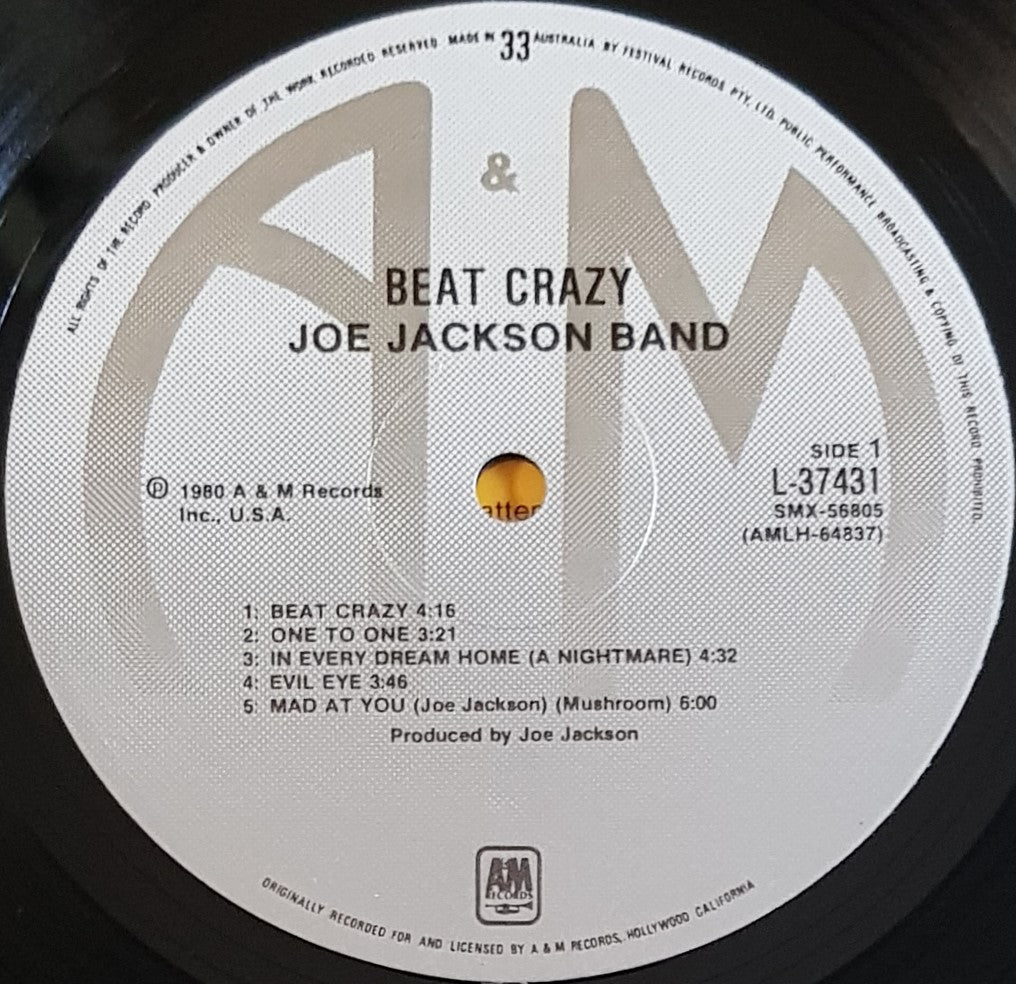 ALL RIGHTS OF THE RECORD PRODUCER & OWNER OF THE WORK RECORDED RESERVED MADE IN
33
AUSTRALIA BY FESTIVAL RECORDS PTY. LTD. PUBLIC PERFORMANCE BROADCASTING & COPYING OF THIS RECORD PROHIBITED.
A & M
BEAT CRAZY
JOE JACKSON BAND
SIDE 1
L-37431
SMX-56805
(AMLH-64837)
℗ 1980 A & M Records
Inc., U.S.A.
atter
1: BEAT CRAZY 4:16
2: ONE TO ONE 3:21
3: IN EVERY DREAM HOME (A NIGHTMARE) 4:32
4: EVIL EYE 3:46
5: MAD AT YOU (Joe Jackson) (Mushroom) 6:00
Produced by Joe Jackson
A&M
RECORDS
ORIGINALLY RECORDED FOR AND LICENSED BY A & M RECORDS, HOLLYWOOD CALIFORNIA